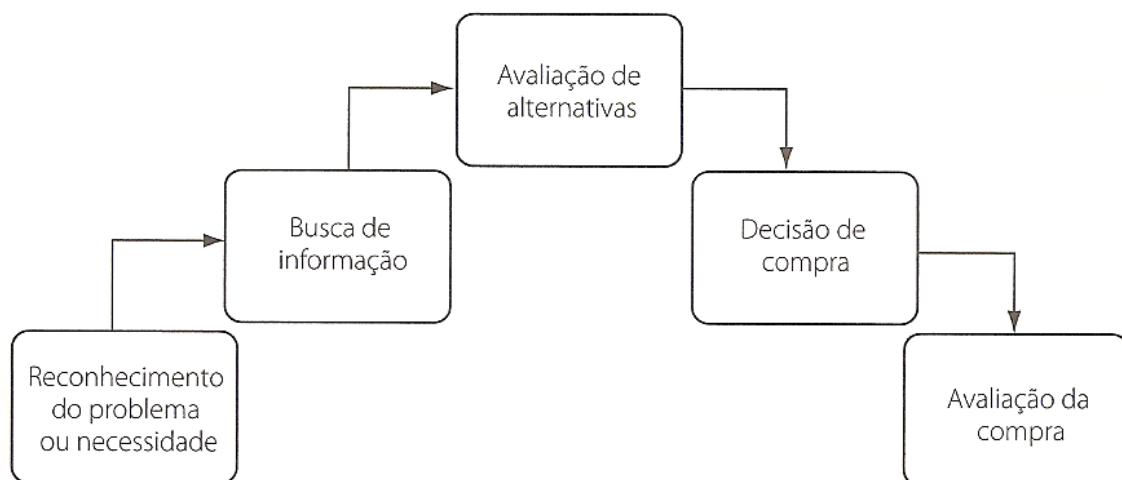 Reconhecimento
do problema
ou necessidade
Busca de
informação
Avaliação de
alternativas
Decisão de
compra
Avaliação da
compra